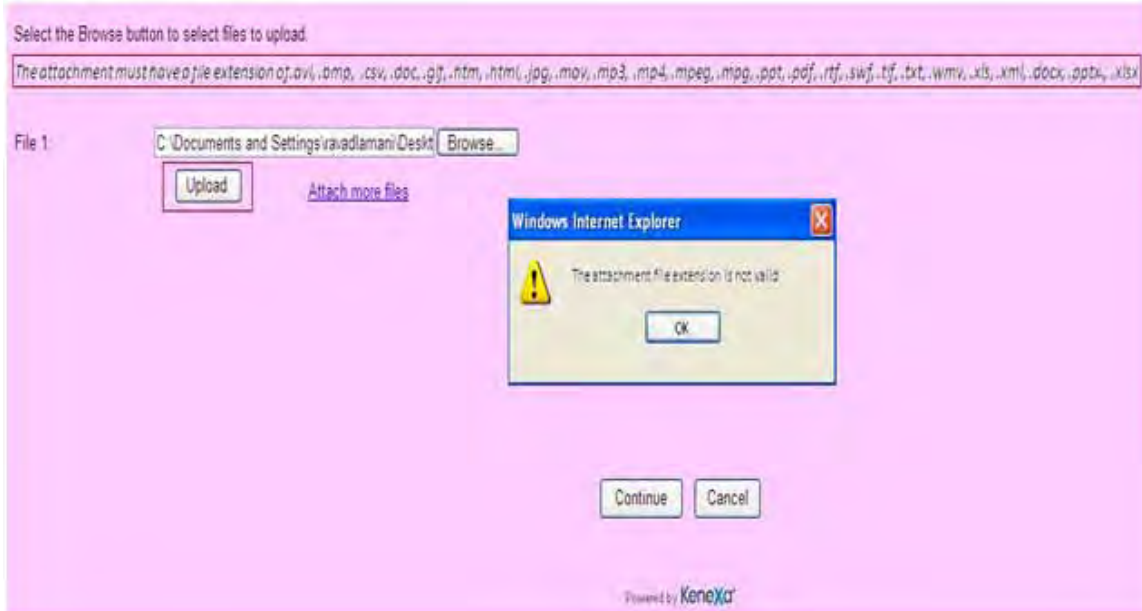 Select the Browse button to select files to upload.
The attachment must have a file extension of .avi, .bmp, .csv, .doc, .gif, .htm, .html, .jpg, .mov, .mp3, .mp4, .mpeg, .mpg, .ppt, .pdf, .rtf, .swf, .tif, .txt, .wmv, .xls, .xml, .docx, .pptx, .xlsx
File 1: C:\Documents and Settings\ravadlamani\Deskt Browse...
Upload Attach more files
Windows Internet Explorer
The attachment file extension is not valid
OK
Continue Cancel
Powered by Kenexa